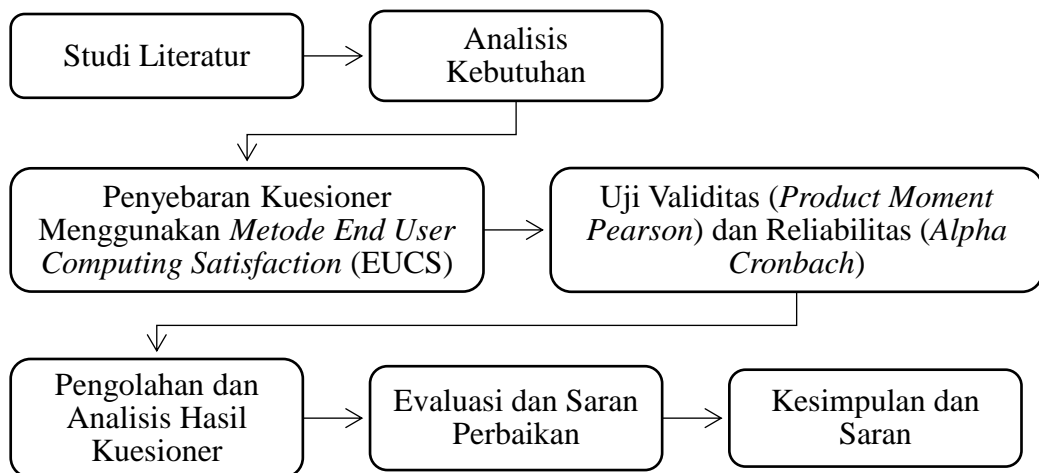 Studi Literatur
Analisis
Kebutuhan
Penyebaran Kuesioner
Menggunakan Metode End User
Computing Satisfaction (EUCS)
Uji Validitas (Product Moment
Pearson) dan Reliabilitas (Alpha
Cronbach)
Pengolahan dan
Analisis Hasil
Kuesioner
Evaluasi dan Saran
Perbaikan
Kesimpulan dan
Saran